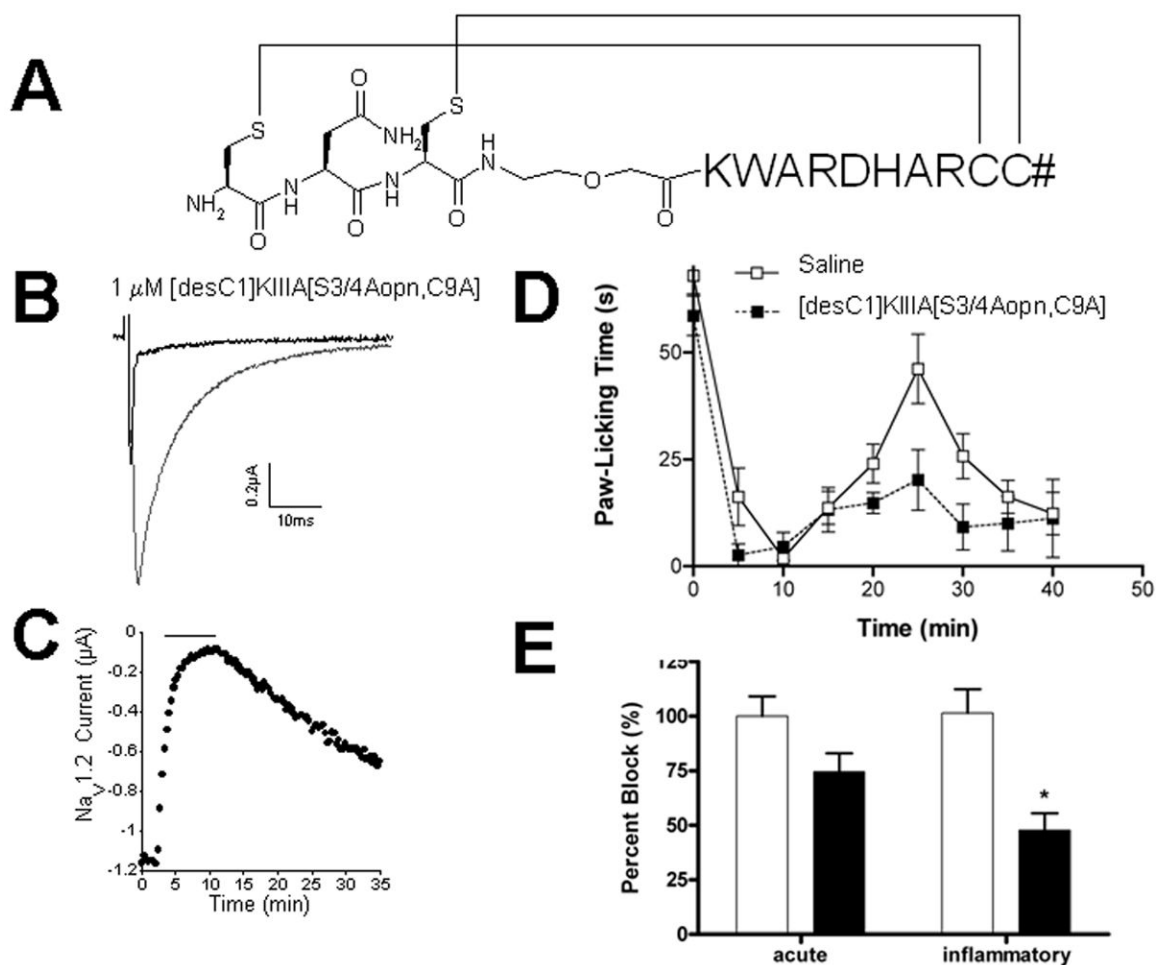 A
S
S
O
NH2
NH2
H
N
O
N
H
O
H
N
O
H
N
O
O
KWARDHARCC#
B
1 µM [desC1]KIIIA[S3/4Aopn,C9A]
0.2µA
10ms
C
NaV1.2 Current (µA)
0
-0.2
-0.4
-0.6
-0.8
-1
-1.2
0 5 10 15 20 25 30 35
Time (min)
D
Saline
[desC1]KIIIA[S3/4Aopn,C9A]
Paw-Licking Time (s)
50
25
0
0 10 20 30 40 50
Time (min)
E
Percent Block (%)
125
100
75
50
25
0
*
acute inflammatory